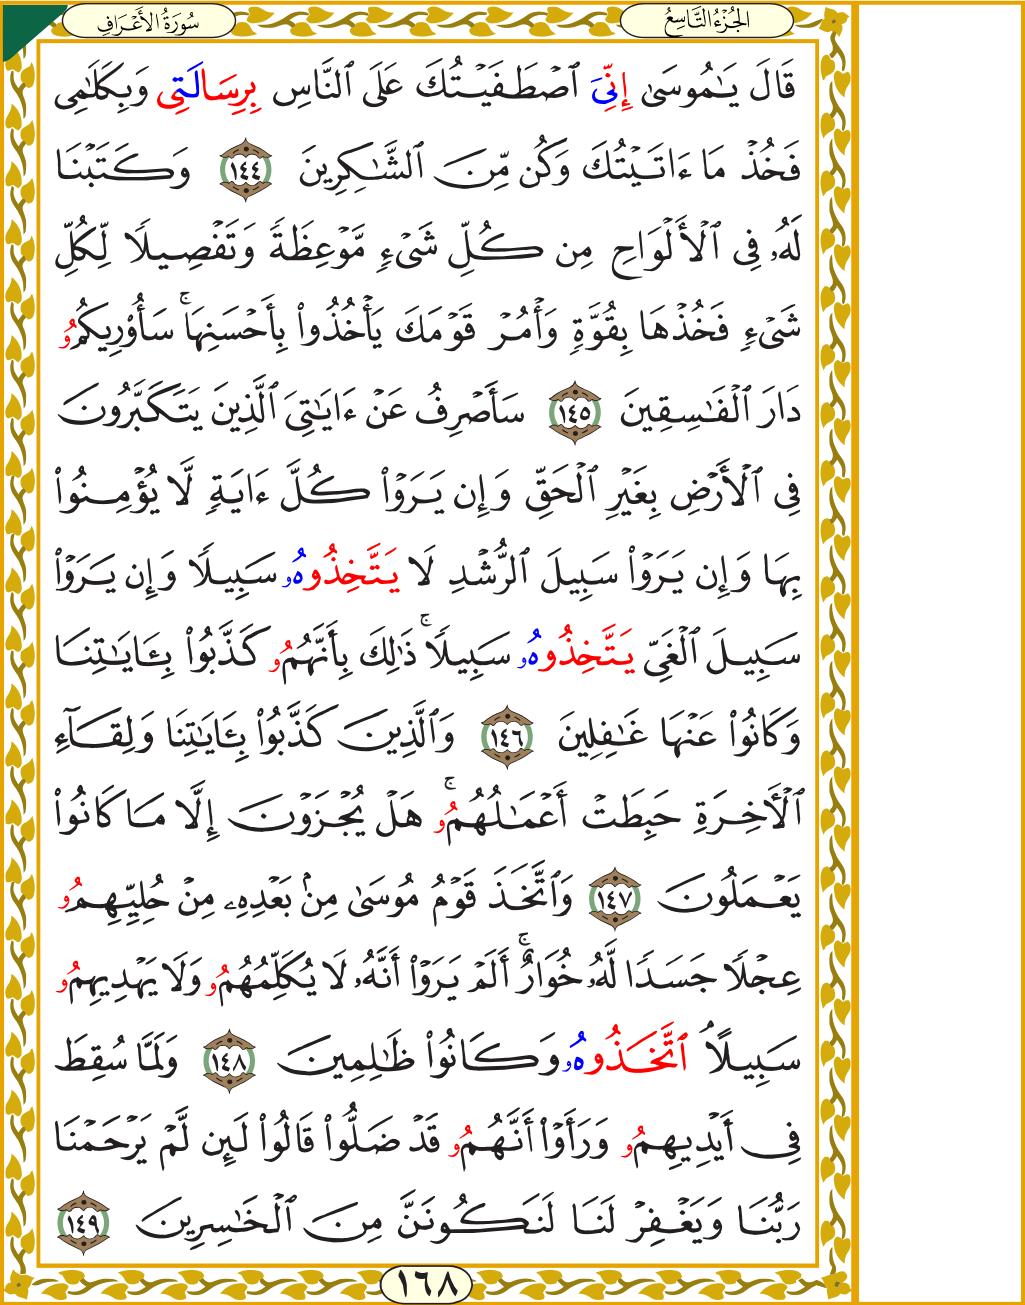 الجُزْءُ التَّاسِعُ
سُورَةُ الأَعْرَافِ
قَالَ يَٰمُوسَىٰ إِنِّىَ ٱصْطَفَيْتُكَ عَلَى ٱلنَّاسِ بِرِسَالَتِى وَبِكَلَٰمِى
فَخُذْ مَا ءَاتَيْتُكَ وَكُن مِّنَ ٱلشَّٰكِرِينَ ١٤٤ وَكَتَبْنَا
لَهُۥ فِى ٱلْأَلْوَاحِ مِن كُلِّ شَىْءٍ مَّوْعِظَةً وَتَفْصِيلًا لِّكُلِّ
شَىْءٍ فَخُذْهَا بِقُوَّةٍ وَأْمُرْ قَوْمَكَ يَأْخُذُوا۟ بِأَحْسَنِهَا ۚ سَأُو۟رِيكُمُۥ
دَارَ ٱلْفَٰسِقِينَ ١٤٥ سَأَصْرِفُ عَنْ ءَايَٰتِىَ ٱلَّذِينَ يَتَكَبَّرُونَ
فِى ٱلْأَرْضِ بِغَيْرِ ٱلْحَقِّ وَإِن يَرَوْا۟ كُلَّ ءَايَةٍ لَّا يُؤْمِنُوا۟
بِهَا وَإِن يَرَوْا۟ سَبِيلَ ٱلرُّشْدِ لَا يَتَّخِذُوهُۥ سَبِيلًا وَإِن يَرَوْا۟
سَبِيلَ ٱلْغَىِّ يَتَّخِذُوهُۥ سَبِيلًا ۚ ذَٰلِكَ بِأَنَّهُمُۥ كَذَّبُوا۟ بِـَٔايَٰتِنَا
وَكَانُوا۟ عَنْهَا غَٰفِلِينَ ١٤٦ وَٱلَّذِينَ كَذَّبُوا۟ بِـَٔايَٰتِنَا وَلِقَآءِ
ٱلْأَخِرَةِ حَبِطَتْ أَعْمَٰلُهُمُۥ ۚ هَلْ يُجْزَوْنَ إِلَّا مَا كَانُوا۟
يَعْمَلُونَ ١٤٧ وَٱتَّخَذَ قَوْمُ مُوسَىٰ مِنۢ بَعْدِهِۦ مِنْ حُلِيِّهِمُۥ
عِجْلًا جَسَدًا لَّهُۥ خُوَارٌ ۚ أَلَمْ يَرَوْا۟ أَنَّهُۥ لَا يُكَلِّمُهُمُۥ وَلَا يَهْدِيهِمُۥ
سَبِيلًا ۘ ٱتَّخَذُوهُۥ وَكَانُوا۟ ظَٰلِمِينَ ١٤٨ وَلَمَّا سُقِطَ
فِى أَيْدِيهِمُۥ وَرَأَوْا۟ أَنَّهُمُۥ قَدْ ضَلُّوا۟ قَالُوا۟ لَئِن لَّمْ يَرْحَمْنَا
رَبُّنَا وَيَغْفِرْ لَنَا لَنَكُونَنَّ مِنَ ٱلْخَٰسِرِينَ ١٤٩
١٦٨